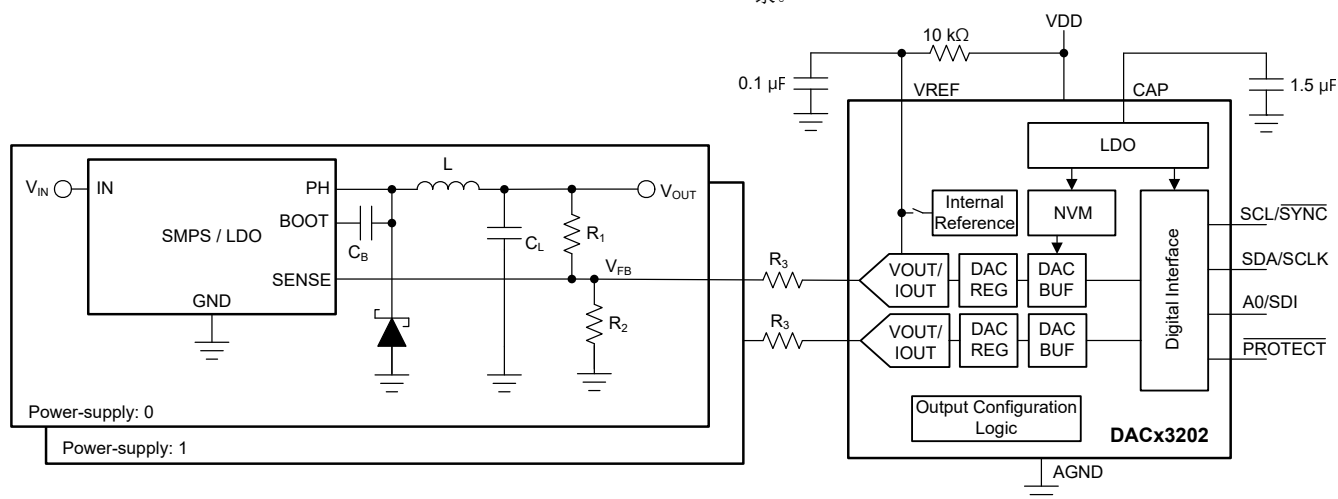 VDD
10 kΩ
0.1 µF
VREF
CAP
1.5 µF
LDO
Internal
Reference
NVM
SCL/SYNC
SDA/SCLK
A0/SDI
PROTECT
Digital Interface
VOUT/
IOUT
DAC
REG
DAC
BUF
VOUT/
IOUT
DAC
REG
DAC
BUF
Output Configuration
Logic
DACx3202
AGND
VIN
IN
PH
BOOT
SMPS / LDO
SENSE
GND
CB
L
CL
R1
VOUT
VFB
R2
R3
R3
Power-supply: 0
Power-supply: 1